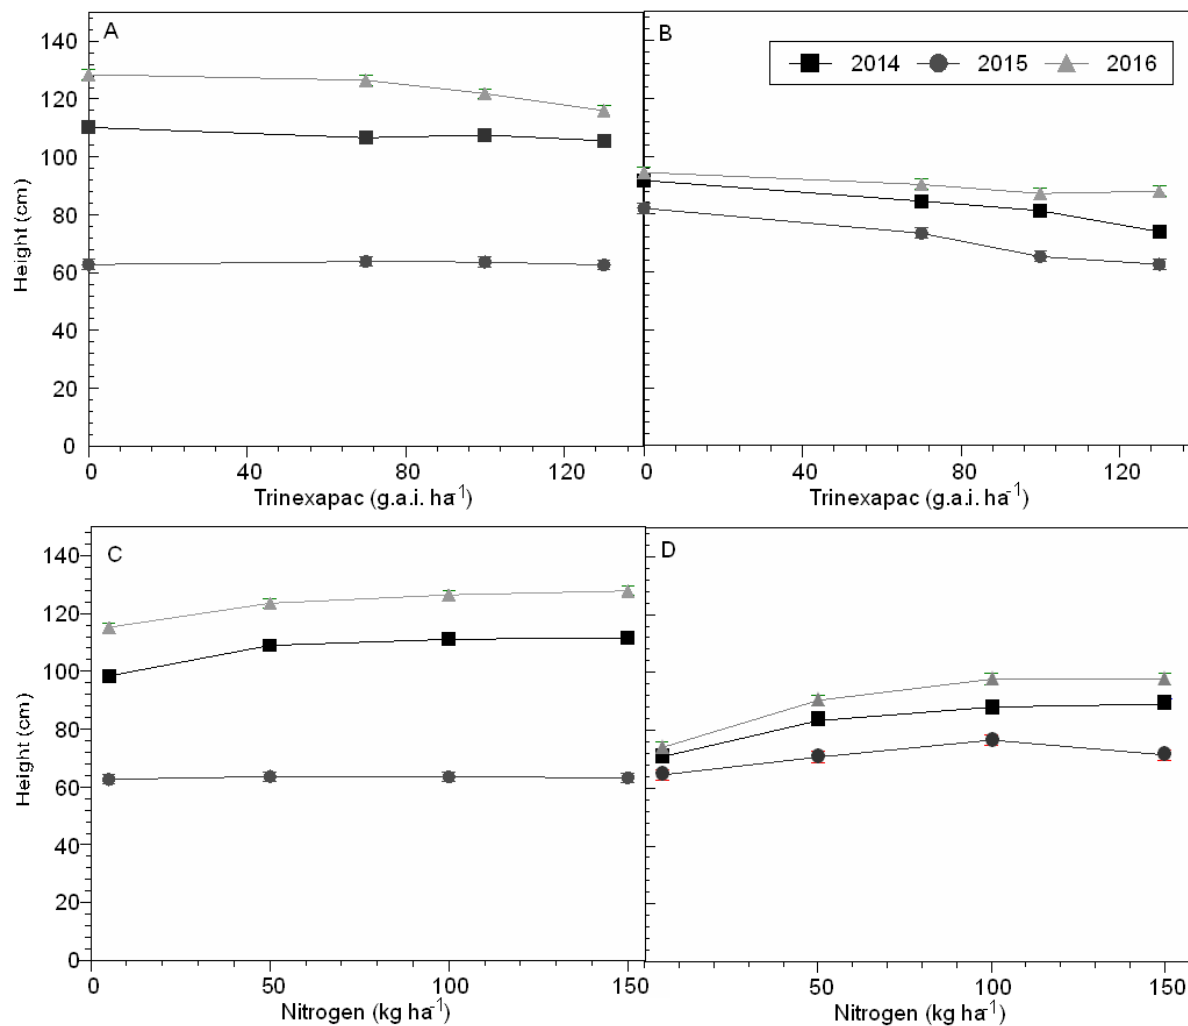 A
B
2014 2015 2016
140
120
100
80
60
40
20
0
Height (cm)
0 40 80 120
0 40 80 120
Trinexapac (g.a.i. ha-1)
Trinexapac (g.a.i. ha-1)
C
D
140
120
100
80
60
40
20
0
Height (cm)
0 50 100 150
50 100 150
Nitrogen (kg ha-1)
Nitrogen (kg ha-1)